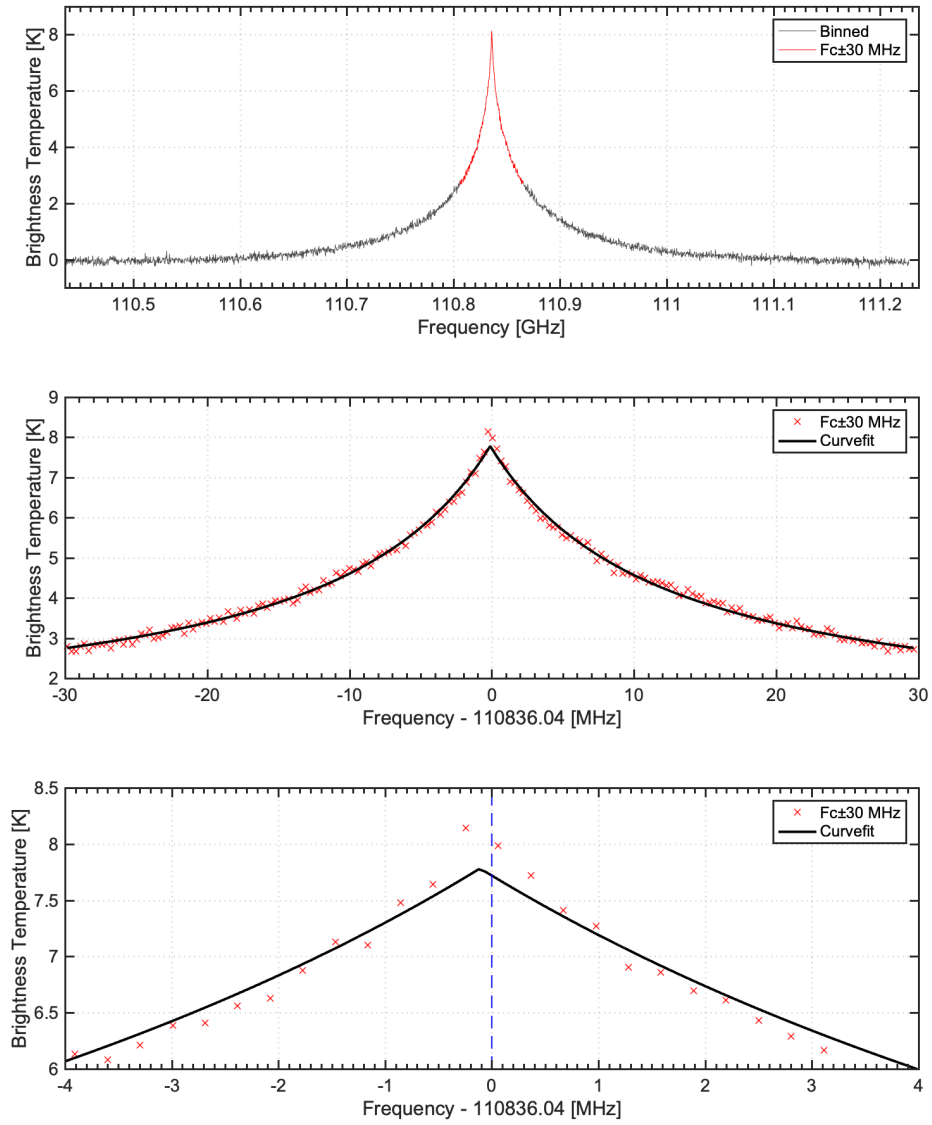 8
6
4
2
0
Brightness Temperature [K]
Binned
Fc±30 MHz
110.5 110.6 110.7 110.8 110.9 111 111.1 111.2
Frequency [GHz]
9
8
7
6
5
4
3
2
Brightness Temperature [K]
Fc±30 MHz
Curvefit
-30 -20 -10 0 10 20 30
Frequency - 110836.04 [MHz]
8.5
8
7.5
7
6.5
6
Brightness Temperature [K]
Fc±30 MHz
Curvefit
-4 -3 -2 -1 0 1 2 3 4
Frequency - 110836.04 [MHz]